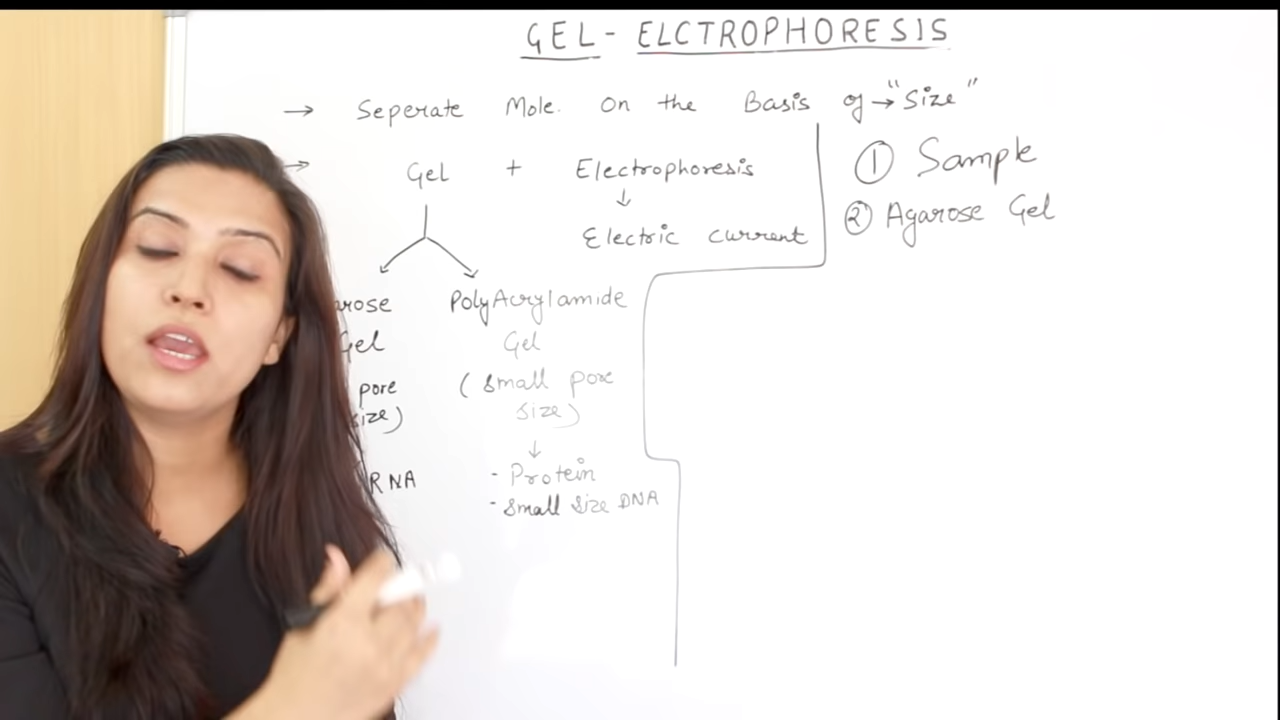 GEL- ELCTROPHORESIS
→ Seperate Mole. on the Basis of → "Size"
→ Gel + Electrophoresis
↓
Electric current
rose
Gel
pore
size)
RNA
PolyAcrylamide
Gel
( Small pore
size)
↓
- Protein
- Small size DNA
① Sample
② Agarose Gel